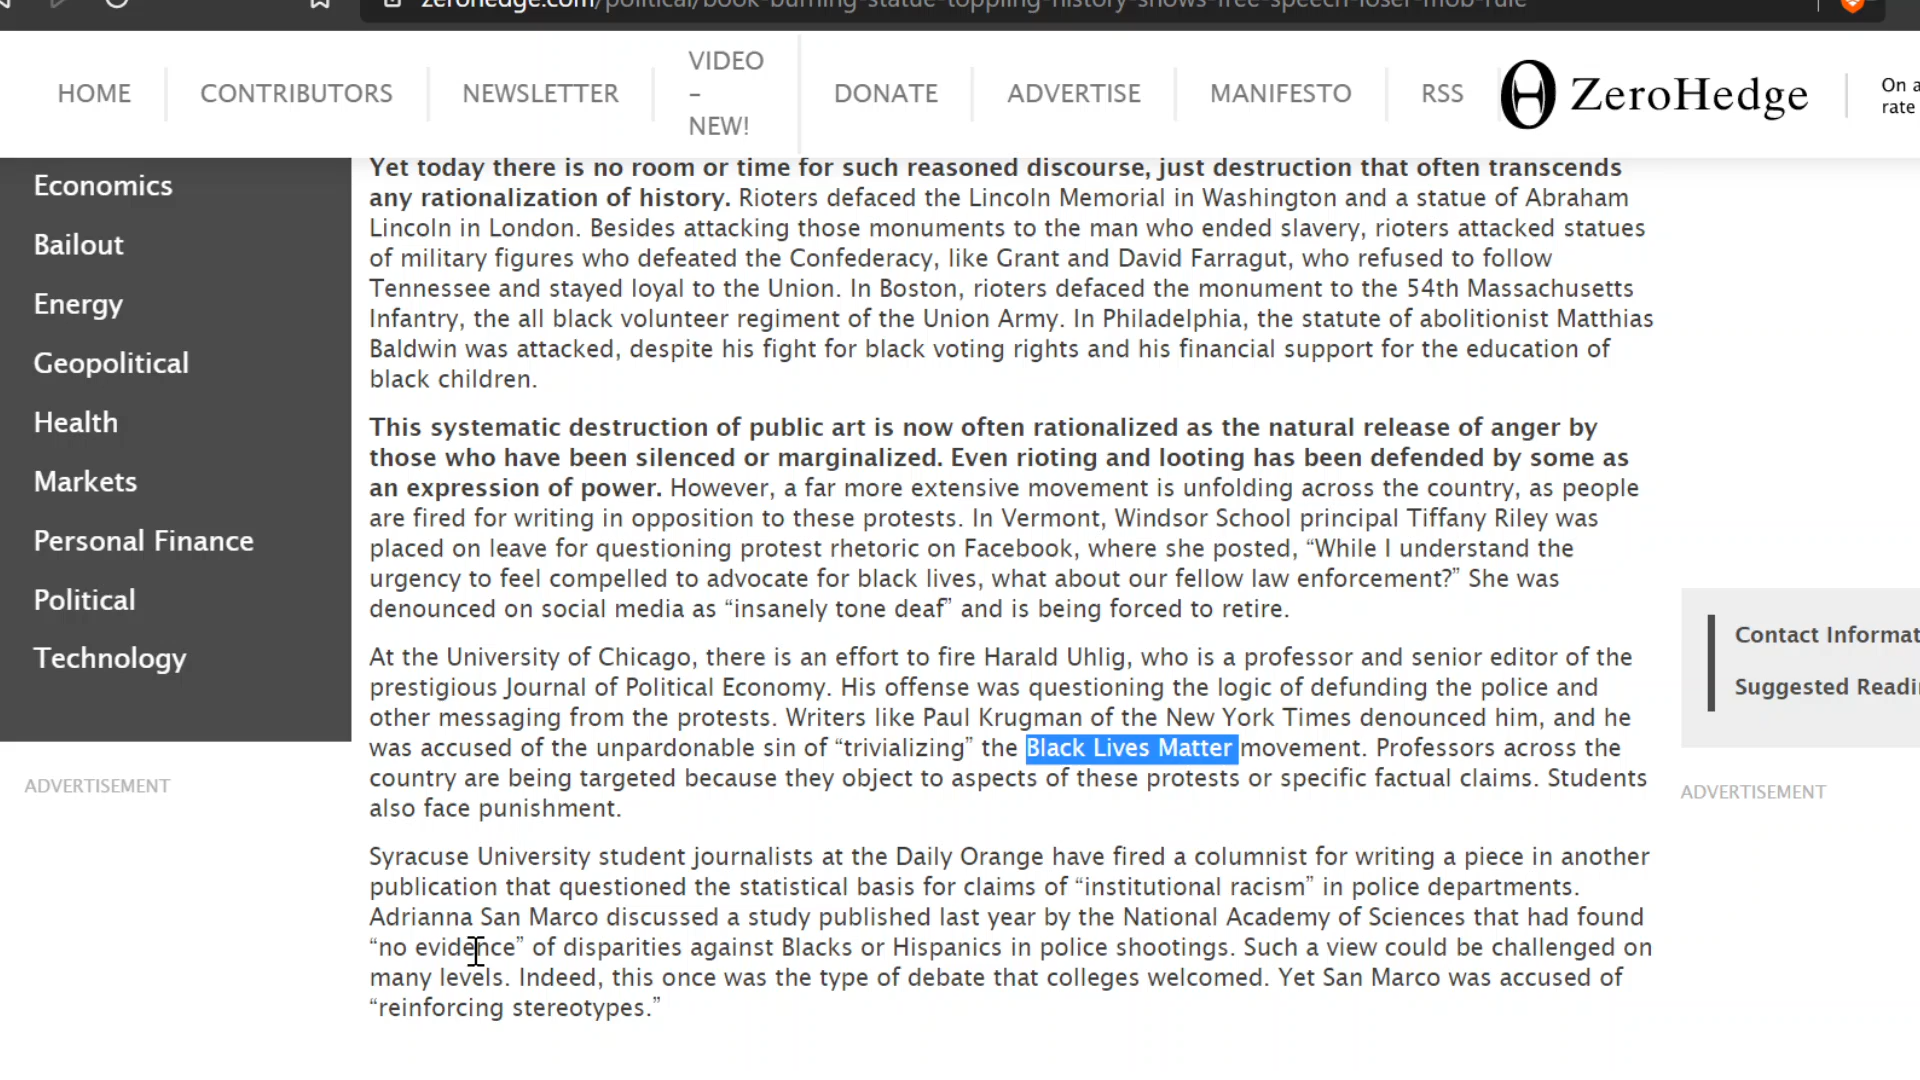 zerohedge.com/political/book-burning-statue-toppling-history-shows-free-speech-loser-mob-rule
HOME
CONTRIBUTORS
NEWSLETTER
VIDEO
–
NEW!
DONATE
ADVERTISE
MANIFESTO
RSS
ZeroHedge
On a
rate
Economics
Bailout
Energy
Geopolitical
Health
Markets
Personal Finance
Political
Technology
ADVERTISEMENT
Yet today there is no room or time for such reasoned discourse, just destruction that often transcends
any rationalization of history. Rioters defaced the Lincoln Memorial in Washington and a statue of Abraham
Lincoln in London. Besides attacking those monuments to the man who ended slavery, rioters attacked statues
of military figures who defeated the Confederacy, like Grant and David Farragut, who refused to follow
Tennessee and stayed loyal to the Union. In Boston, rioters defaced the monument to the 54th Massachusetts
Infantry, the all black volunteer regiment of the Union Army. In Philadelphia, the statute of abolitionist Matthias
Baldwin was attacked, despite his fight for black voting rights and his financial support for the education of
black children.
This systematic destruction of public art is now often rationalized as the natural release of anger by
those who have been silenced or marginalized. Even rioting and looting has been defended by some as
an expression of power. However, a far more extensive movement is unfolding across the country, as people
are fired for writing in opposition to these protests. In Vermont, Windsor School principal Tiffany Riley was
placed on leave for questioning protest rhetoric on Facebook, where she posted, “While I understand the
urgency to feel compelled to advocate for black lives, what about our fellow law enforcement?” She was
denounced on social media as “insanely tone deaf” and is being forced to retire.
At the University of Chicago, there is an effort to fire Harald Uhlig, who is a professor and senior editor of the
prestigious Journal of Political Economy. His offense was questioning the logic of defunding the police and
other messaging from the protests. Writers like Paul Krugman of the New York Times denounced him, and he
was accused of the unpardonable sin of “trivializing” the Black Lives Matter movement. Professors across the
country are being targeted because they object to aspects of these protests or specific factual claims. Students
also face punishment.
Syracuse University student journalists at the Daily Orange have fired a columnist for writing a piece in another
publication that questioned the statistical basis for claims of “institutional racism” in police departments.
Adrianna San Marco discussed a study published last year by the National Academy of Sciences that had found
“no evidence” of disparities against Blacks or Hispanics in police shootings. Such a view could be challenged on
many levels. Indeed, this once was the type of debate that colleges welcomed. Yet San Marco was accused of
“reinforcing stereotypes.”
Contact Informat
Suggested Readi
ADVERTISEMENT